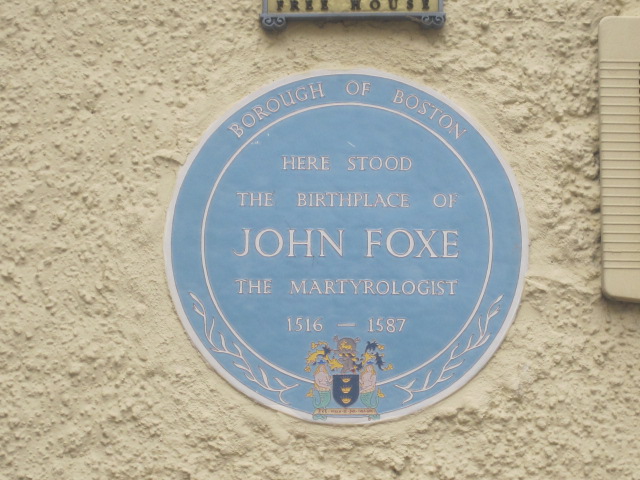 FREE HOUSE
BOROUGH OF BOSTON
HERE STOOD
THE BIRTHPLACE OF
JOHN FOXE
THE MARTYROLOGIST
1516 — 1587